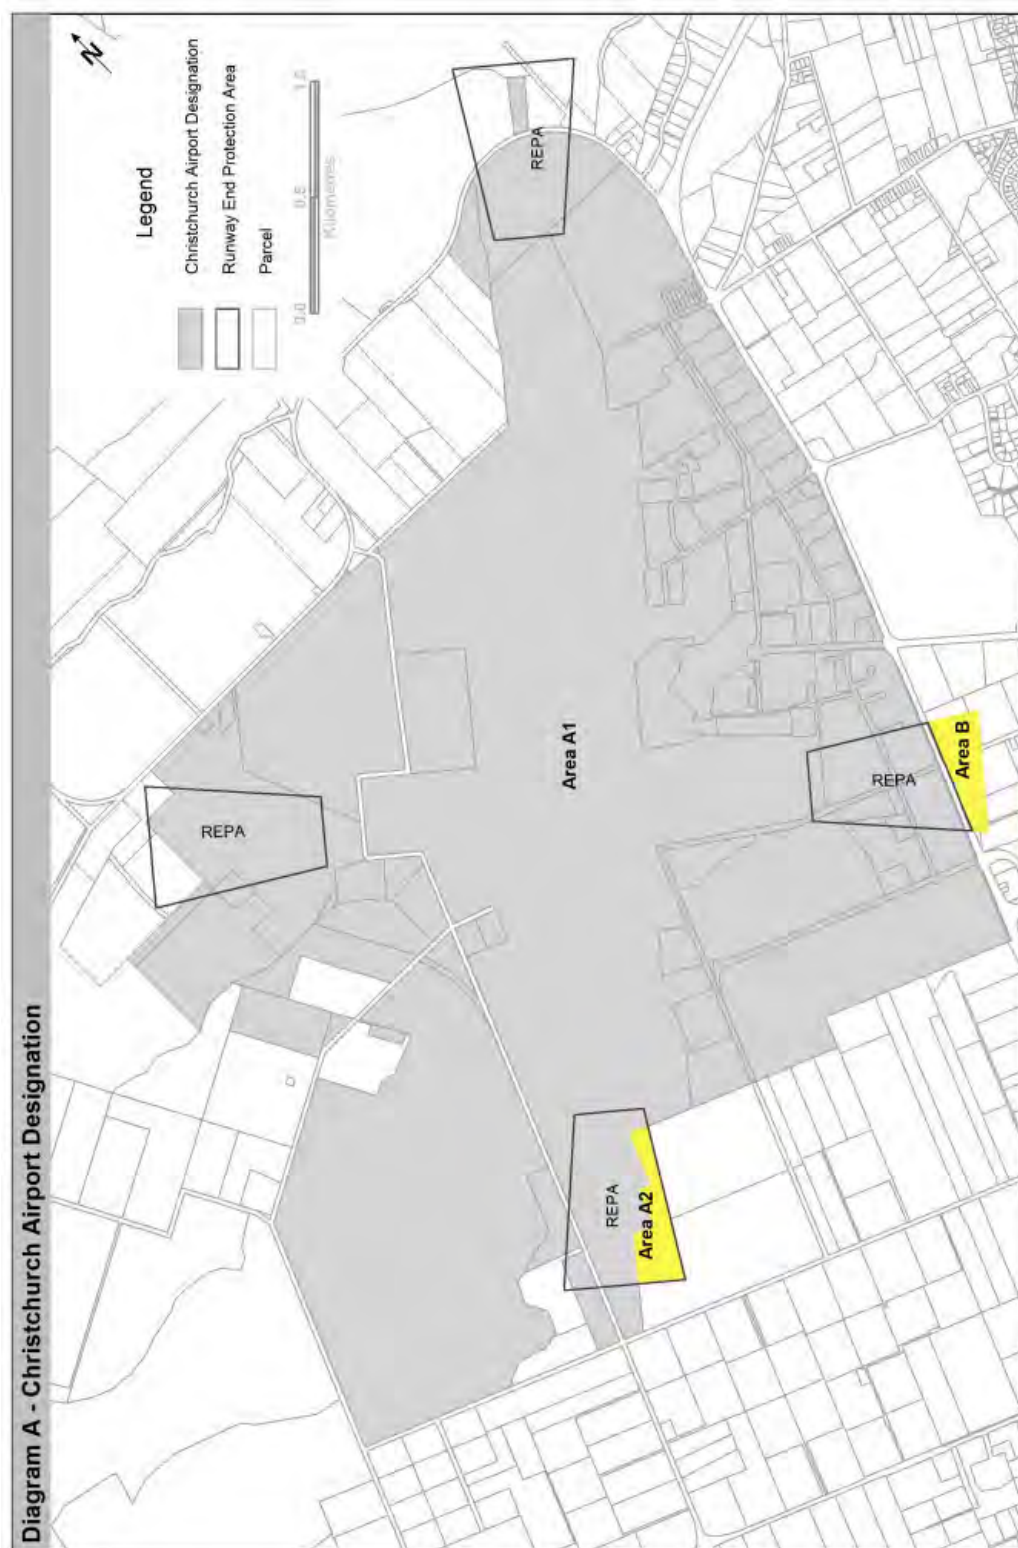 Diagram A - Christchurch Airport Designation
N
Legend
Christchurch Airport Designation
Runway End Protection Area
Parcel
0.0 0.5 1.0
Kilometres
REPA
REPA
Area A1
REPA
Area B
REPA
Area A2